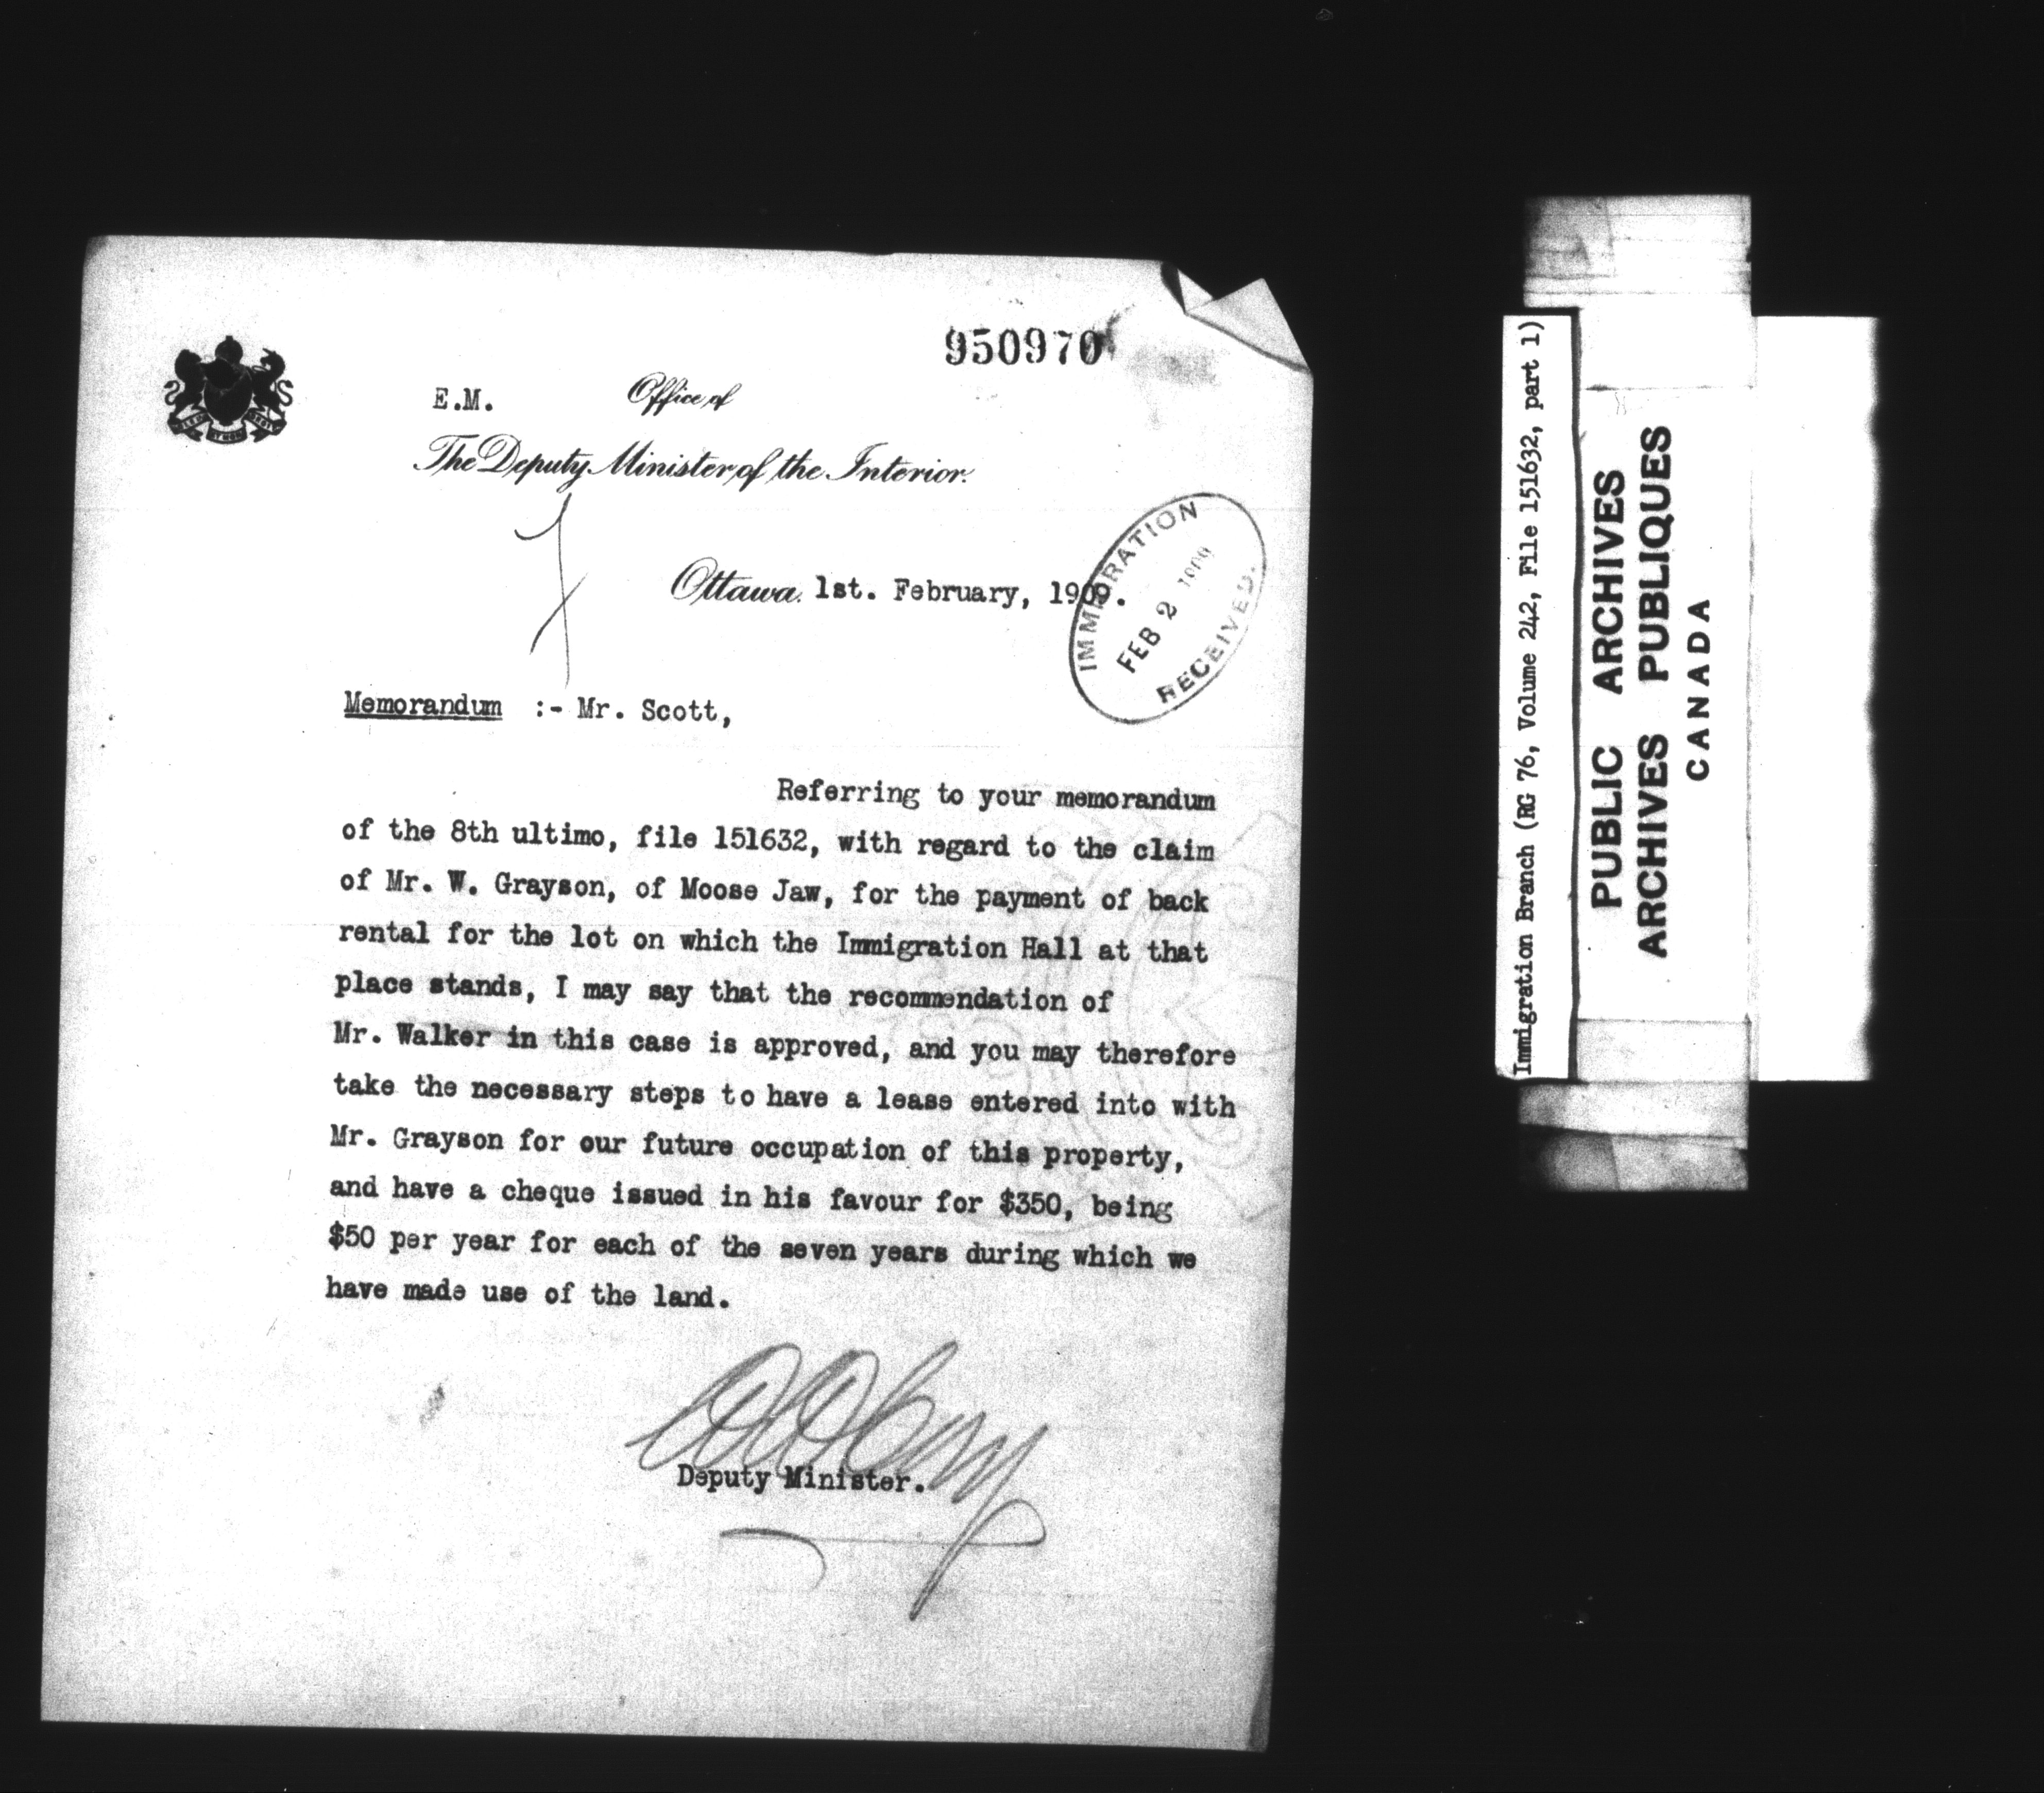 950970
E.M. Office of
The Deputy Minister of the Interior.
Ottawa. 1st. February, 1909.
IMMIGRATION
FEB 2 1909
RECEIVED.
Memorandum :- Mr. Scott,
Referring to your memorandum
of the 8th ultimo, file 151632, with regard to the claim
of Mr. W. Grayson, of Moose Jaw, for the payment of back
rental for the lot on which the Immigration Hall at that
place stands, I may say that the recommendation of
Mr. Walker in this case is approved, and you may therefore
take the necessary steps to have a lease entered into with
Mr. Grayson for our future occupation of this property,
and have a cheque issued in his favour for $350, being
$50 per year for each of the seven years during which we
have made use of the land.
Deputy Minister.
Immigration Branch (RG 76, Volume 242, File 151632, part 1)
PUBLIC ARCHIVES
ARCHIVES PUBLIQUES
CANADA